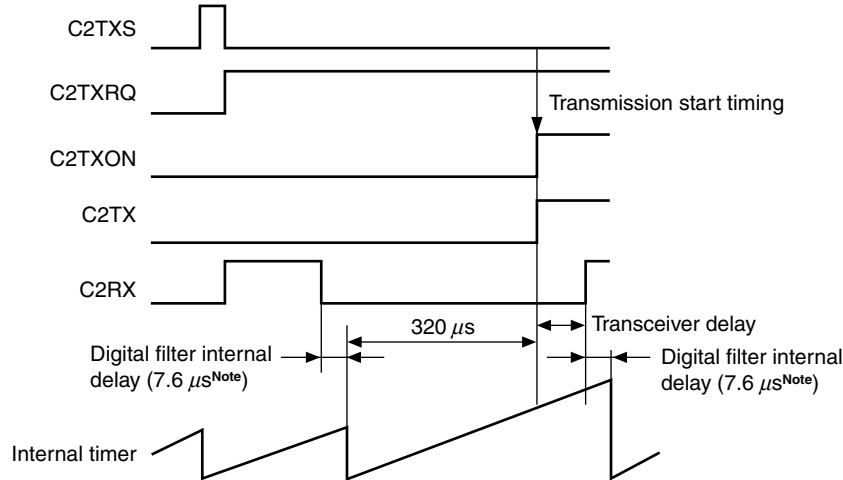 C2TXS
C2TXRQ
Transmission start timing
C2TXON
C2TX
C2RX
320 μs
Transceiver delay
Digital filter internal
delay (7.6 μsNote)
Digital filter internal
delay (7.6 μsNote)
Internal timer